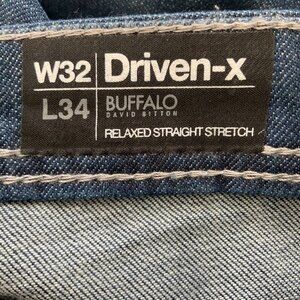 W32 Driven-x
L34 BUFFALO
DAVID BITTON
RELAXED STRAIGHT STRETCH